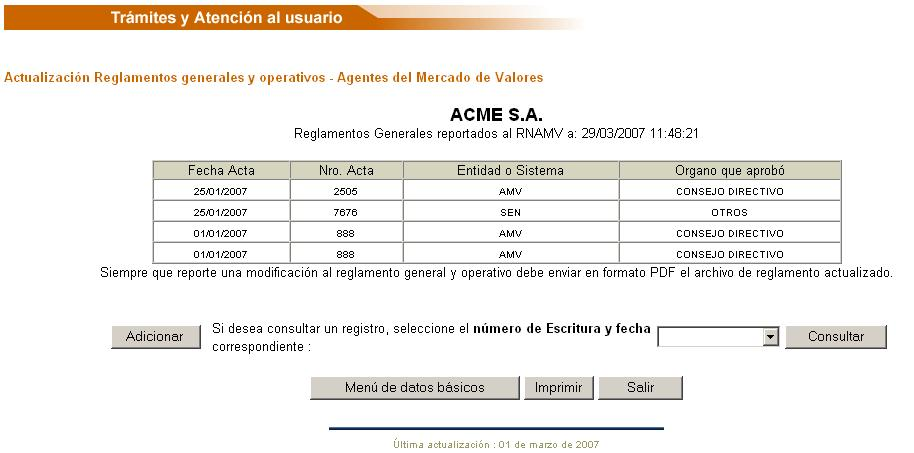 Trámites y Atención al usuario
Actualización Reglamentos generales y operativos - Agentes del Mercado de Valores
ACME S.A.
Reglamentos Generales reportados al RNAMV a: 29/03/2007 11:48:21
Fecha Acta Nro. Acta Entidad o Sistema Organo que aprobó
25/01/2007 2505 AMV CONSEJO DIRECTIVO
25/01/2007 7676 SEN OTROS
01/01/2007 888 AMV CONSEJO DIRECTIVO
01/01/2007 888 AMV CONSEJO DIRECTIVO
Siempre que reporte una modificación al reglamento general y operativo debe enviar en formato PDF el archivo de reglamento actualizado.
Adicionar Si desea consultar un registro, seleccione el número de Escritura y fecha Consultar
correspondiente :
Menú de datos básicos Imprimir Salir
Última actualización : 01 de marzo de 2007